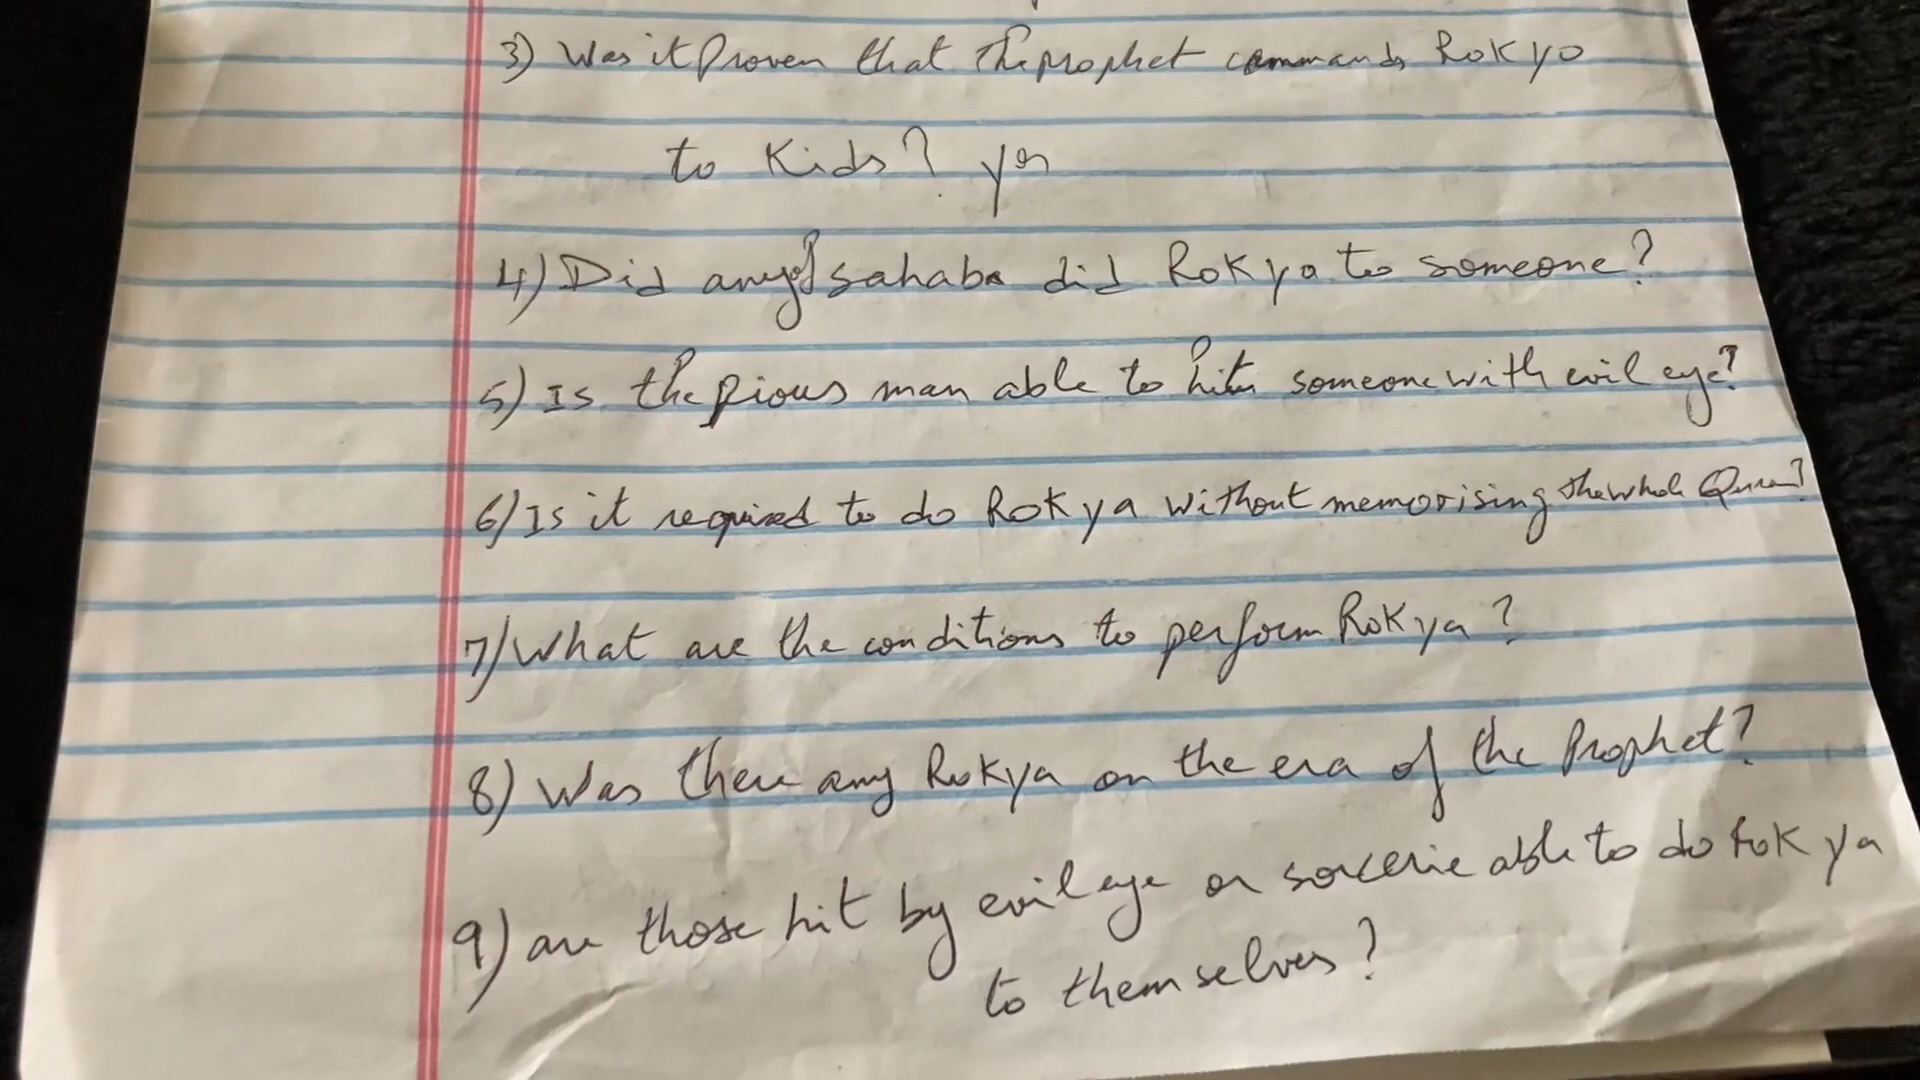 3) Was it Proven that The prophet commands Rokyo
to Kids? yes
4) Did any of sahaba did Rokya to someone?
5) Is the pious man able to hit someone with evil eye?
6) Is it required to do Rokya without memorising the whole Quran?
7) What are the conditions to perform Rokya?
8) Was there any Rukya on the era of the Prophet?
9) are those hit by evil eye or sorcerie able to do Rokya
to themselves?